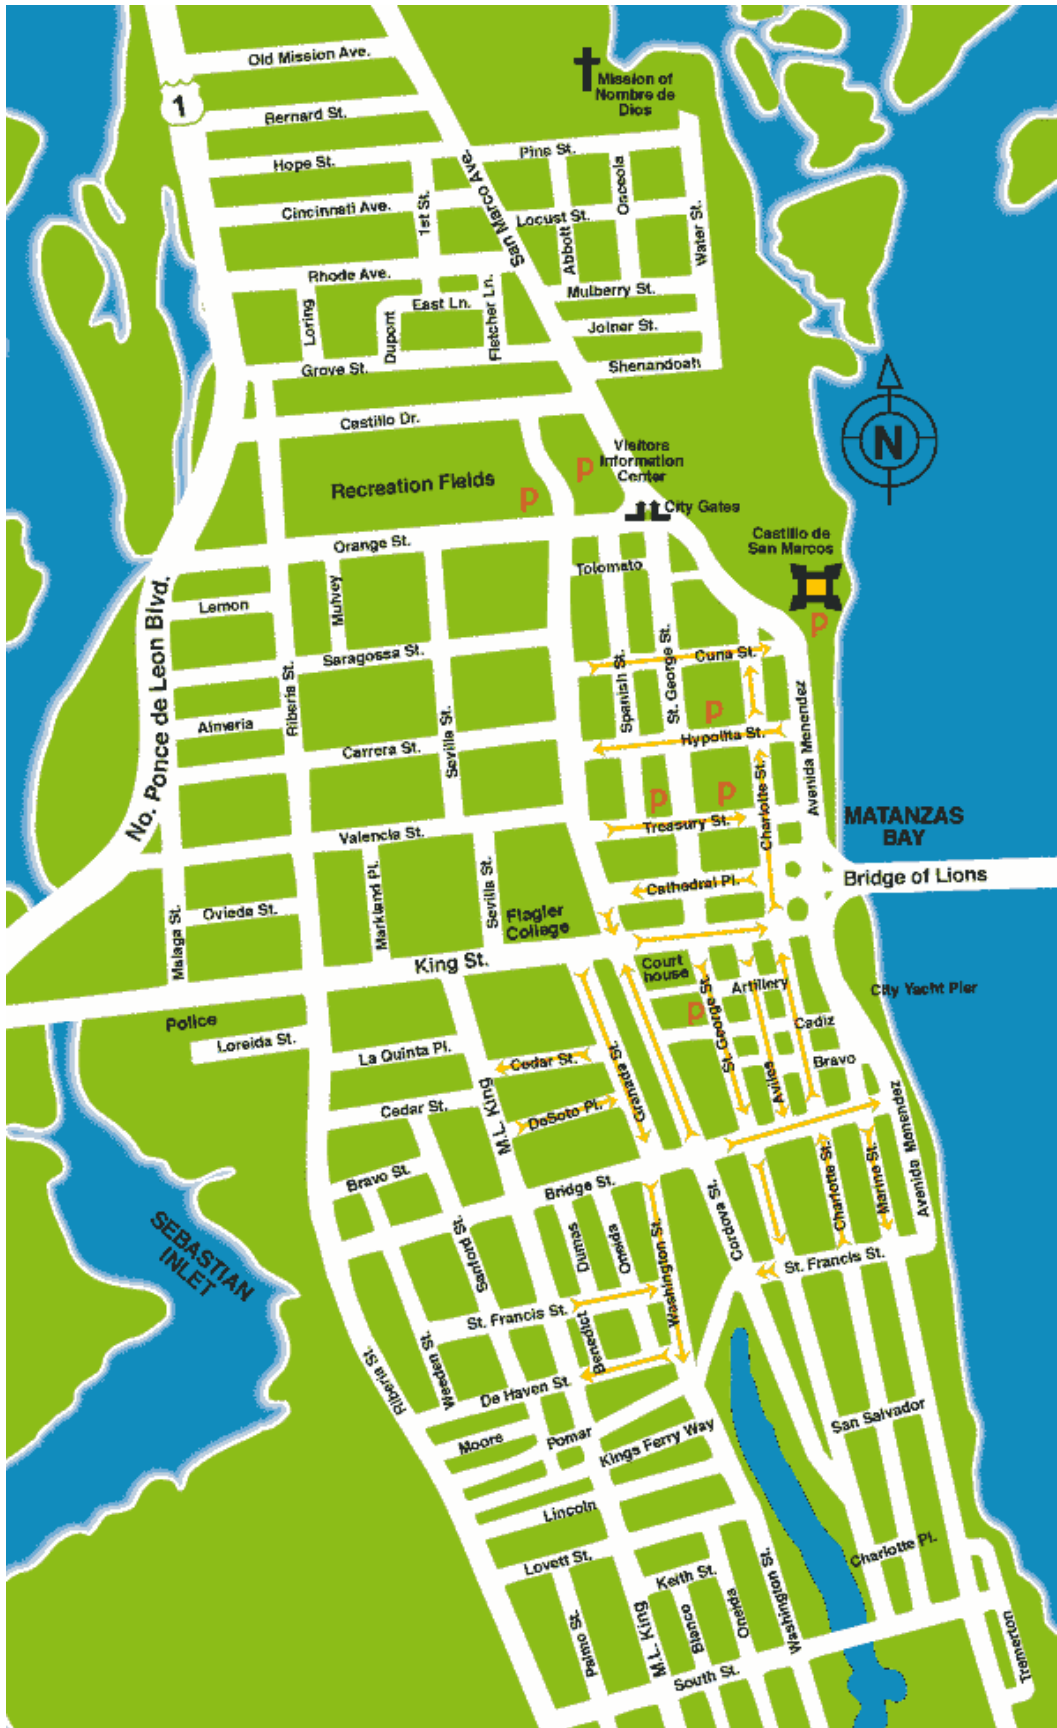 Old Mission Ave.
Mission of
Nombre de
Dios
1
Bernard St.
Hope St.
Pine St.
San Marco Ave.
Osceola
Cincinnati Ave.
1st St.
Locust St.
Abbott
Water St.
Rhode Ave.
Mulberry St.
Loring
East Ln.
Dupont
Fletcher Ln.
Joiner St.
Grove St.
Shenandoah
Castillo Dr.
Visitors
Information
Center
P
P
Recreation Fields
N
City Gates
Orange St.
Castillo de
San Marcos
P
Tolomato
Lemon
Mulvey
No. Ponce de Leon Blvd.
Saragossa St.
Cuna St.
Riberia St.
Spanish St.
St. George St.
P
Almeria
Sevilla St.
Carrera St.
Hypolita St.
Avenida Menendez
P
P
Charlotte St.
Valencia St.
Treasury St.
MATANZAS
BAY
Bridge of Lions
Markland Pl.
Sevilla St.
Cathedral Pl.
Malaga St.
Oviedo St.
Flagler
College
King St.
Court
house
Artillery
City Yacht Pier
P
St. George St.
Police
Cadiz
Loreida St.
La Quinta Pl.
Cedar St.
Granada St.
Bravo
Aviles
M.L. King
Cedar St.
DeSoto Pl.
Avenida Menendez
Bravo St.
Bridge St.
Charlotte St.
Marine St.
Cordova St.
SEBASTIAN
INLET
Sanford St.
Dumas
Oneida
Washington St.
St. Francis St.
St. Francis St.
Benedict
Riberia St.
Weeden St.
De Haven St.
San Salvador
Moore
Pomar
Kings Ferry Way
Lincoln
Charlotte Pl.
Lovett St.
Keith St.
Washington St.
Palmo St.
M.L. King
Blanco
Oneida
South St.
Tremerton